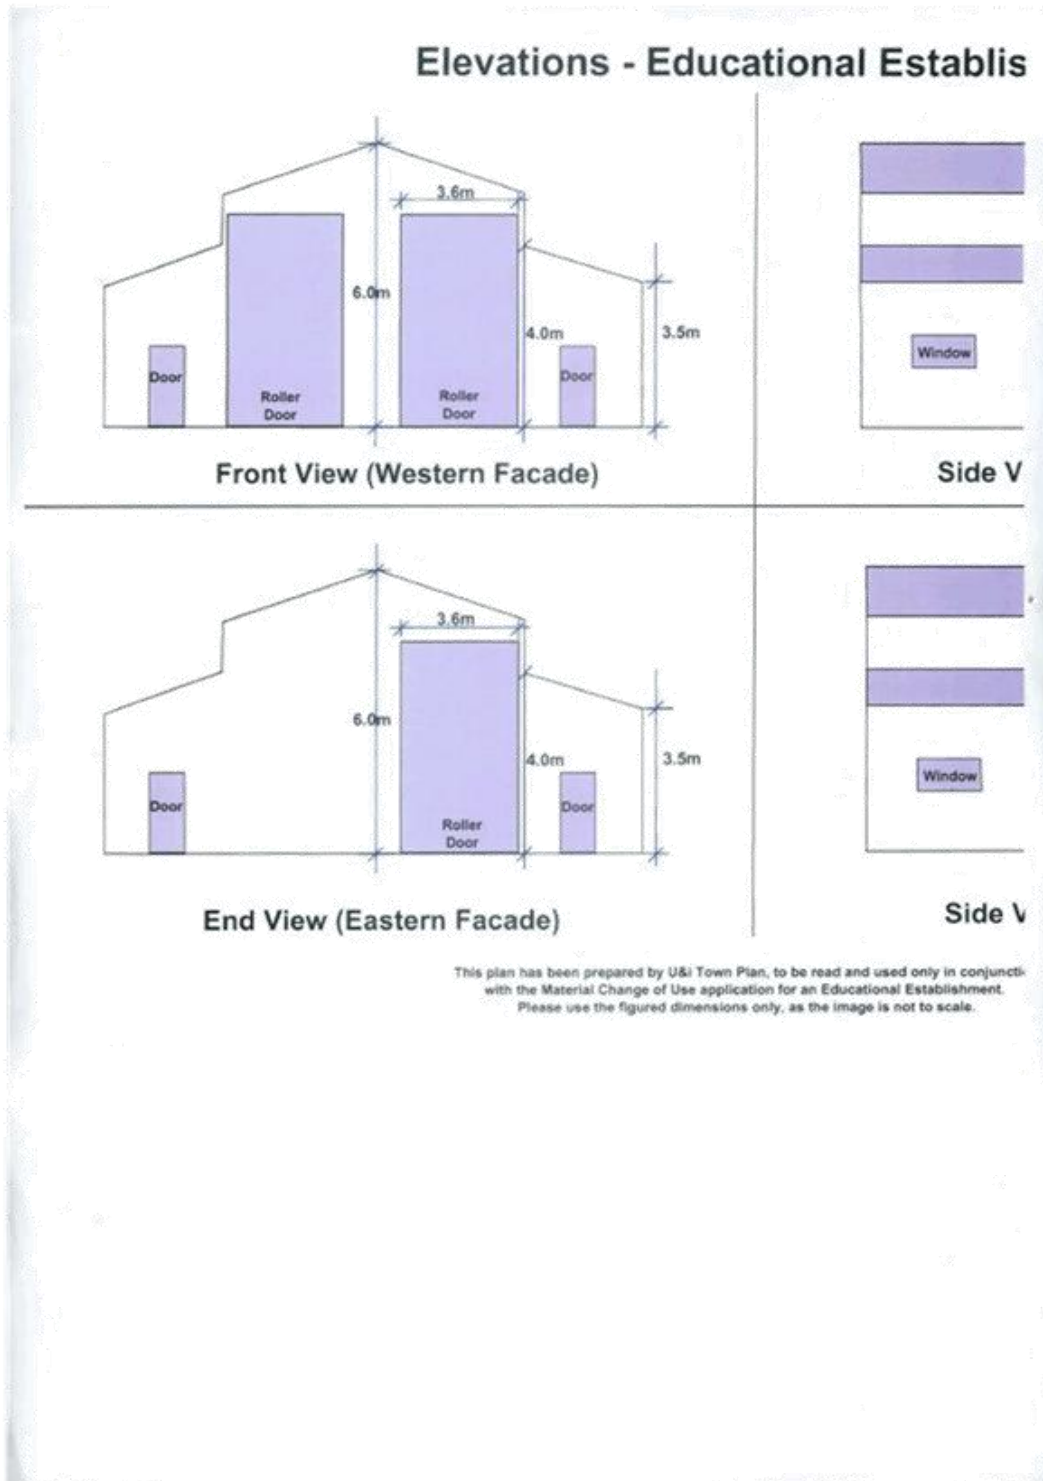 Elevations - Educational Establis
3.6m
6.0m
4.0m
3.5m
Door
Roller
Door
Roller
Door
Door
Front View (Western Facade)
Window
Side V
3.6m
6.0m
4.0m
3.5m
Door
Roller
Door
Door
End View (Eastern Facade)
Window
Side V
This plan has been prepared by U&i Town Plan, to be read and used only in conjuncti
with the Material Change of Use application for an Educational Establishment.
Please use the figured dimensions only, as the image is not to scale.